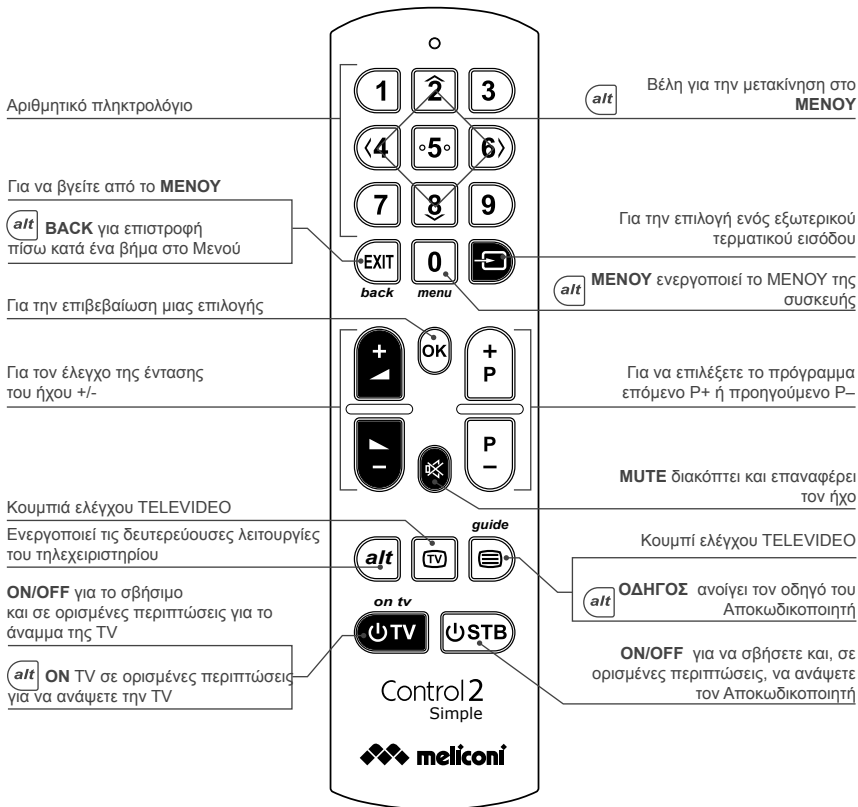 Αριθμητικό πληκτρολόγιο
Για να βγείτε από το ΜΕΝΟΥ
alt BACK για επιστροφή
πίσω κατά ένα βήμα στο Μενού
Για την επιβεβαίωση μιας επιλογής
Για τον έλεγχο της έντασης
του ήχου +/-
Κουμπιά ελέγχου TELEVIDEO
Ενεργοποιεί τις δευτερεύουσες λειτουργίες
του τηλεχειριστηρίου
ON/OFF για το σβήσιμο
και σε ορισμένες περιπτώσεις για το
άναμμα της TV
alt ON TV σε ορισμένες περιπτώσεις
για να ανάψετε την TV
1 2 3
4 5 6
7 8 9
EXIT 0
back menu
+ OK +
P
P
– –
guide
alt TV
on tv
TV STB
Control 2
Simple
meliconi
alt Βέλη για την μετακίνηση στο
ΜΕΝΟΥ
Για την επιλογή ενός εξωτερικού
τερματικού εισόδου
alt ΜΕΝΟΥ ενεργοποιεί το ΜΕΝΟΥ της
συσκευής
Για να επιλέξετε το πρόγραμμα
επόμενο P+ ή προηγούμενο P–
MUTE διακόπτει και επαναφέρει
τον ήχο
Κουμπί ελέγχου TELEVIDEO
alt ΟΔΗΓΟΣ ανοίγει τον οδηγό του
Αποκωδικοποιητή
ON/OFF για να σβήσετε και, σε
ορισμένες περιπτώσεις, να ανάψετε
τον Αποκωδικοποιητή